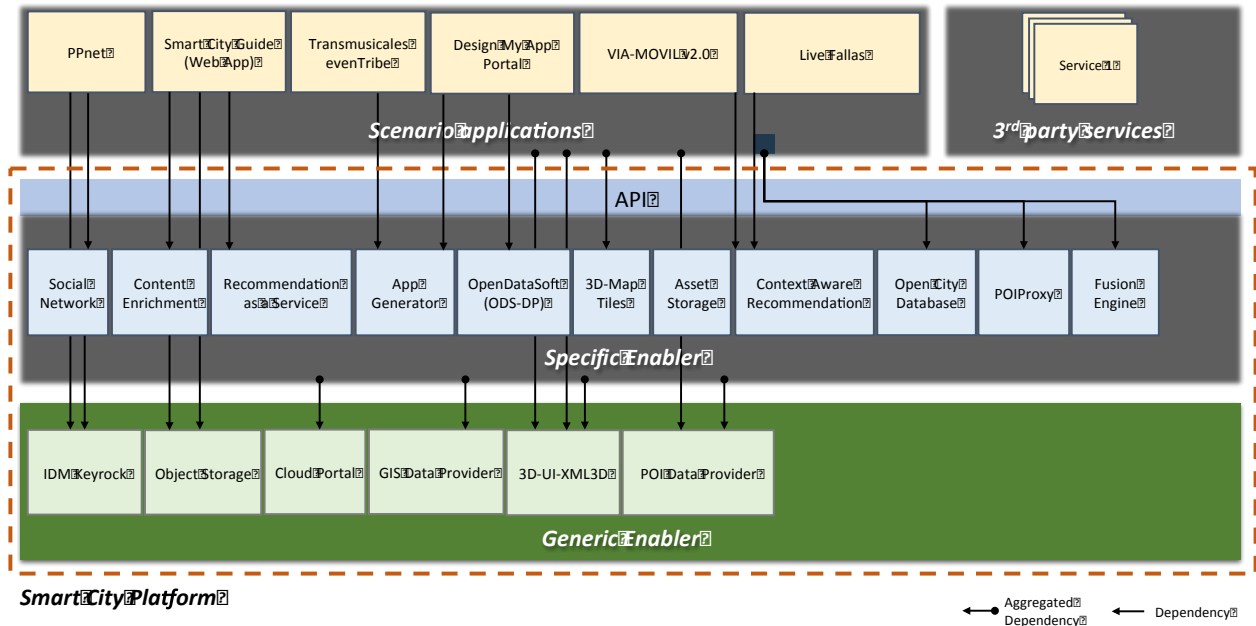 PPnet
Smart City Guide
(Web App)
Transmusicales
evenTribe
Design My App
Portal
VIA-MOVIL v2.0
Live Fallas
Service 1
Scenario applications
3rd party services
API
Social
Network
Content
Enrichment
Recommendation
as a Service
App
Generator
OpenDataSoft
(ODS-DP)
3D-Map
Tiles
Asset
Storage
Context Aware
Recommendation
Open City
Database
POIProxy
Fusion
Engine
Specific Enabler
IDM Keyrock
Object Storage
Cloud Portal
GIS Data Provider
3D-UI-XML3D
POI Data Provider
Generic Enabler
Smart City Platform
Aggregated
Dependency
Dependency